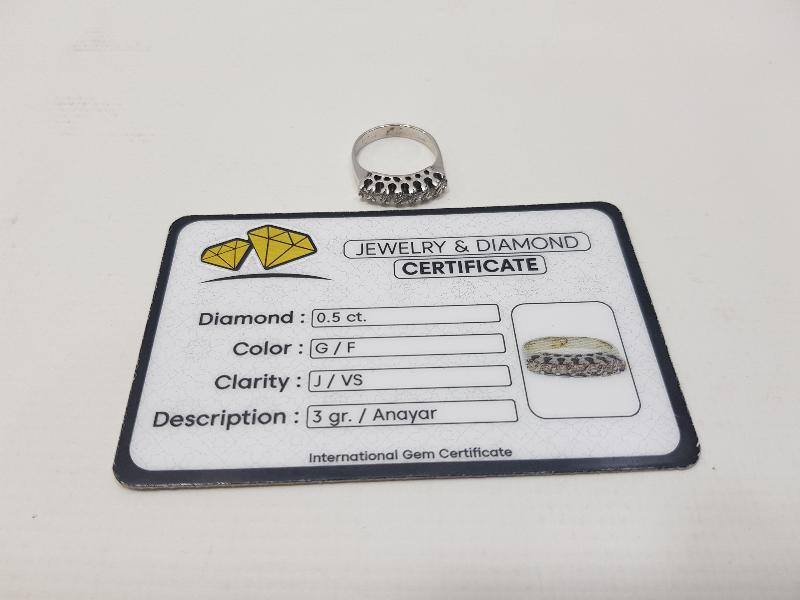 JEWELRY & DIAMOND
CERTIFICATE
Diamond : 0.5 ct.
Color : G / F
Clarity : J / VS
Description : 3 gr. / Anayar
International Gem Certificate